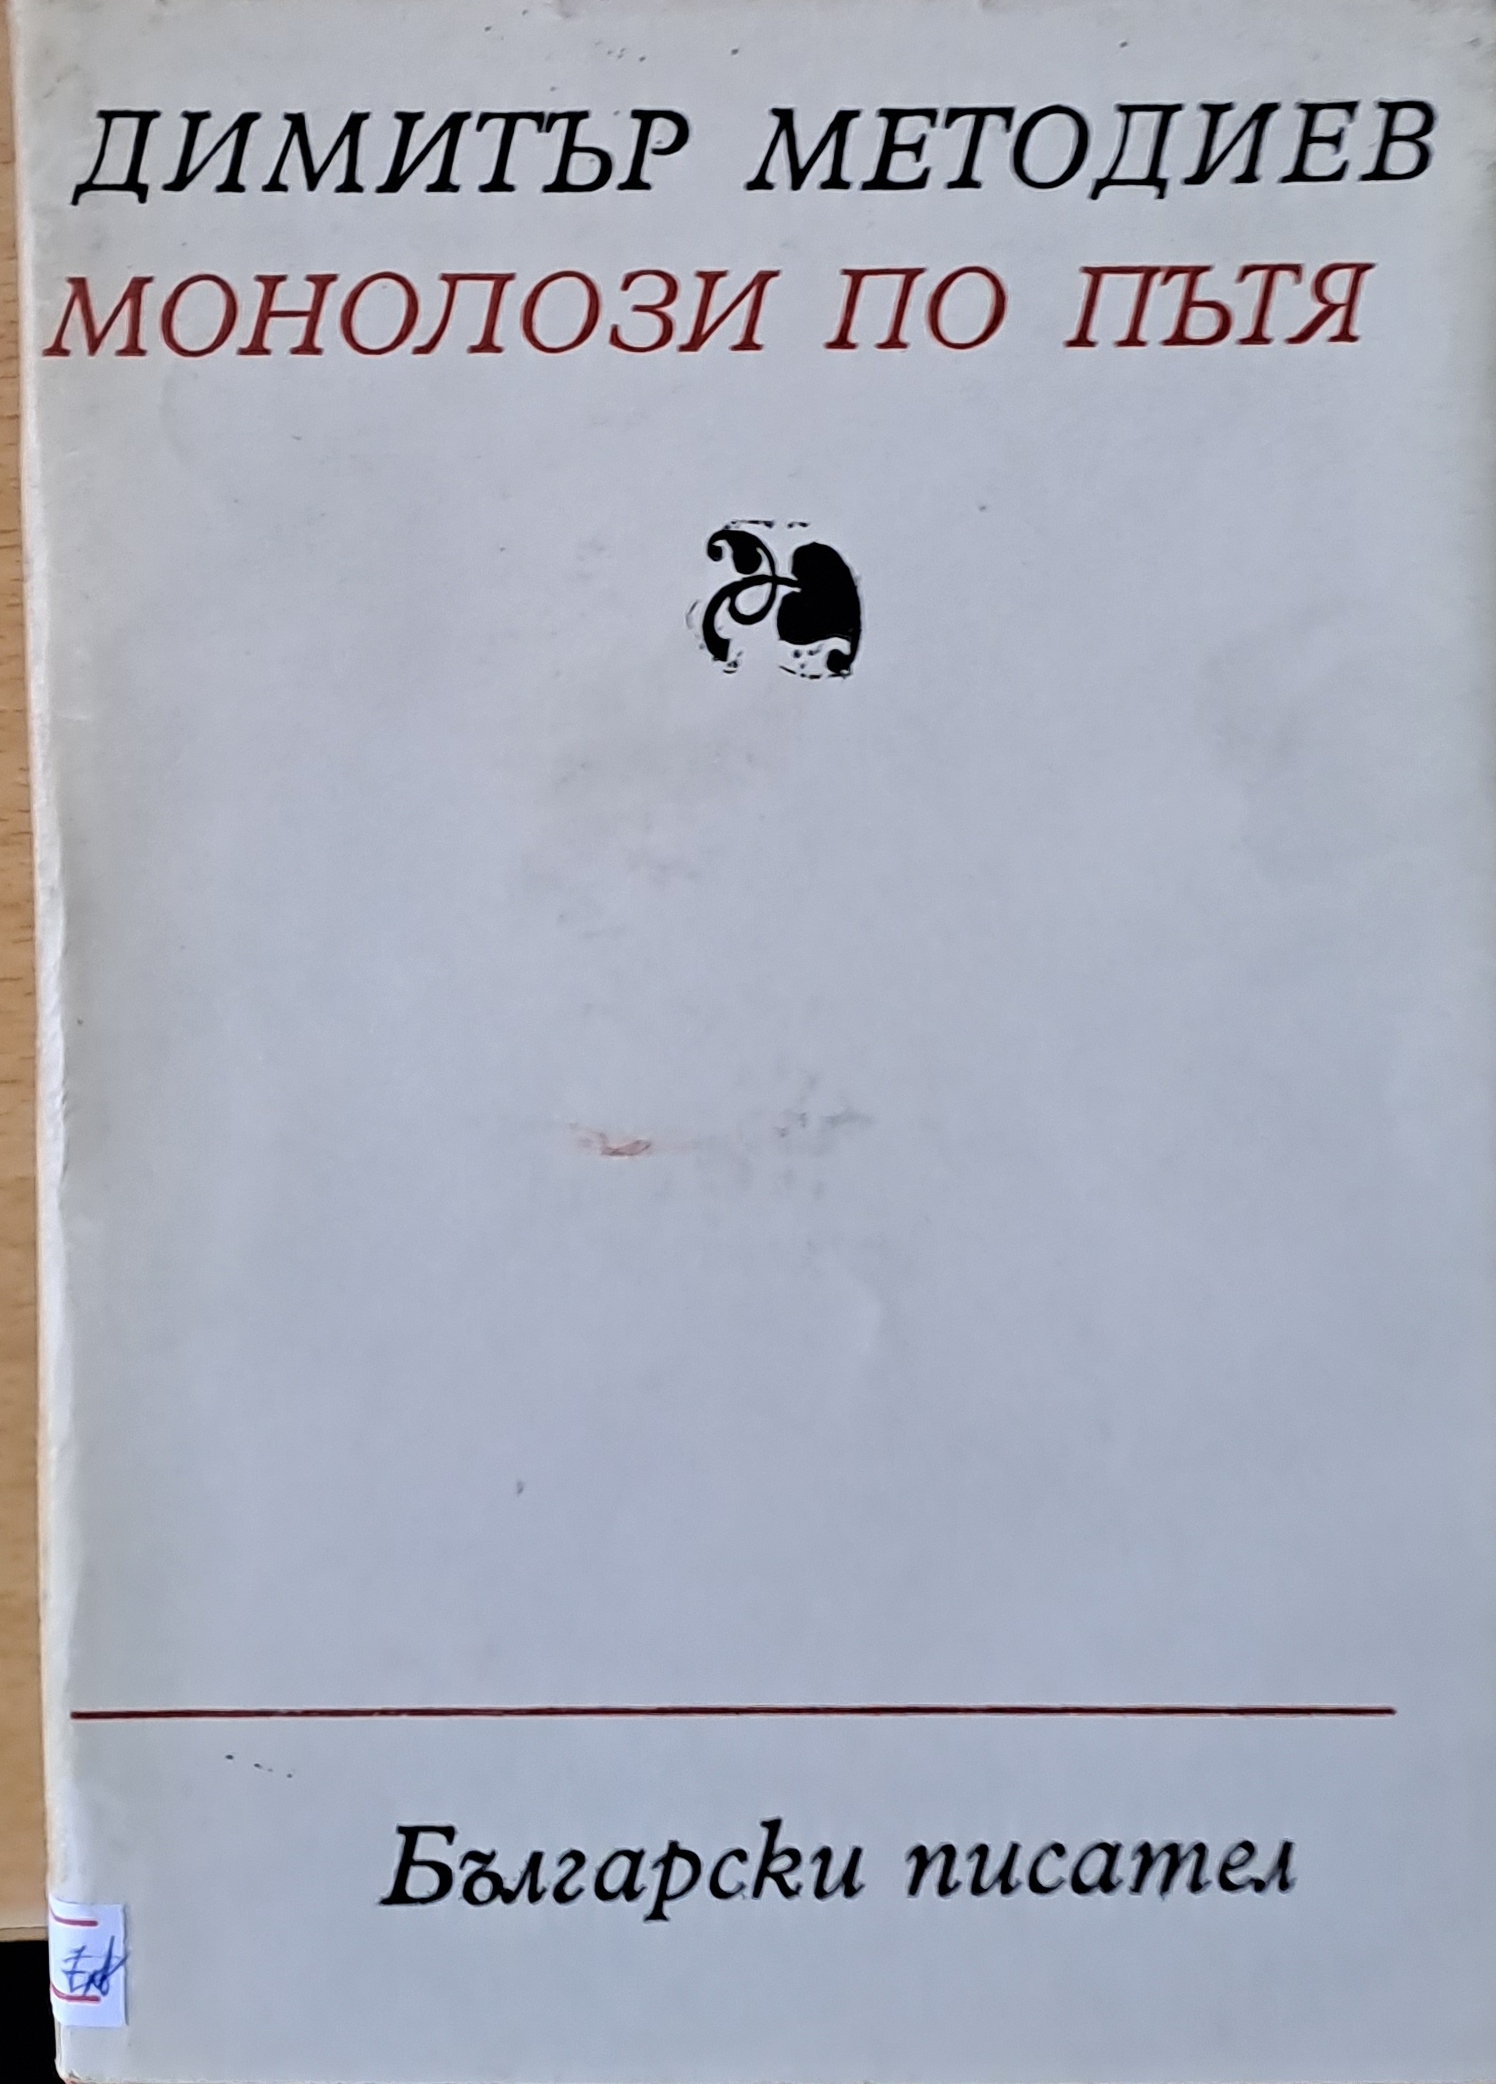 ДИМИТЪР МЕТОДИЕВ
МОНОЛОЗИ ПО ПЪТЯ
Български писател